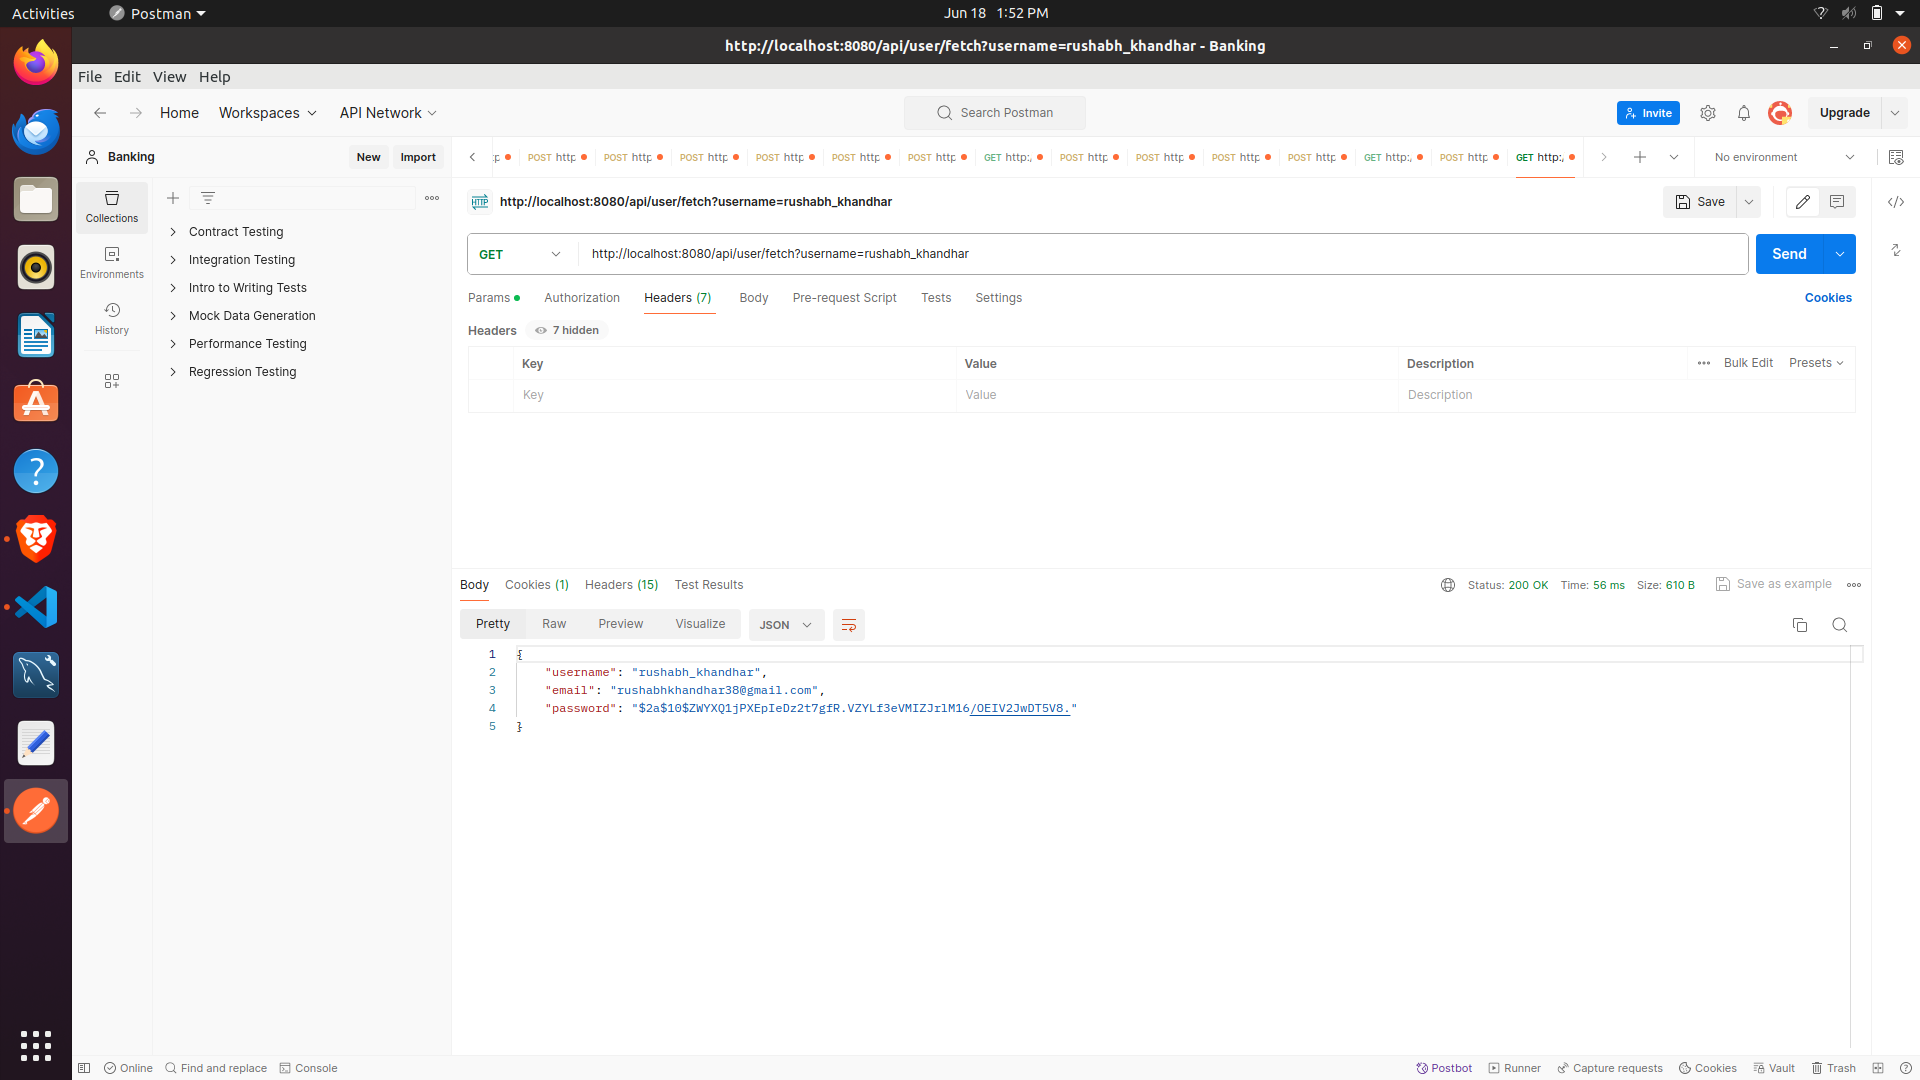 Activities Postman Jun 18 1:52 PM
http://localhost:8080/api/user/fetch?username=rushabh_khandhar - Banking
File Edit View Help
Home Workspaces API Network Search Postman Invite Upgrade
Banking New Import
POST http POST http POST http POST http POST http POST http GET http:/ POST http POST http POST http POST http GET http:/ POST http GET http:/ No environment
Collections
Environments
History
Contract Testing
Integration Testing
Intro to Writing Tests
Mock Data Generation
Performance Testing
Regression Testing
HTTP http://localhost:8080/api/user/fetch?username=rushabh_khandhar Save
GET http://localhost:8080/api/user/fetch?username=rushabh_khandhar Send
Params Authorization Headers (7) Body Pre-request Script Tests Settings Cookies
Headers 7 hidden
Key Value Description Bulk Edit Presets
Key Value Description
Body Cookies (1) Headers (15) Test Results Status: 200 OK Time: 56 ms Size: 610 B Save as example
Pretty Raw Preview Visualize JSON
1 {
2 "username": "rushabh_khandhar",
3 "email": "rushabhkhandhar38@gmail.com",
4 "password": "$2a$10$ZWYXQ1jPXEpIeDz2t7gfR.VZYLf3eVMIZJrlM16/OEIV2JwDT5V8."
5 }
Online Find and replace Console Postbot Runner Capture requests Cookies Vault Trash